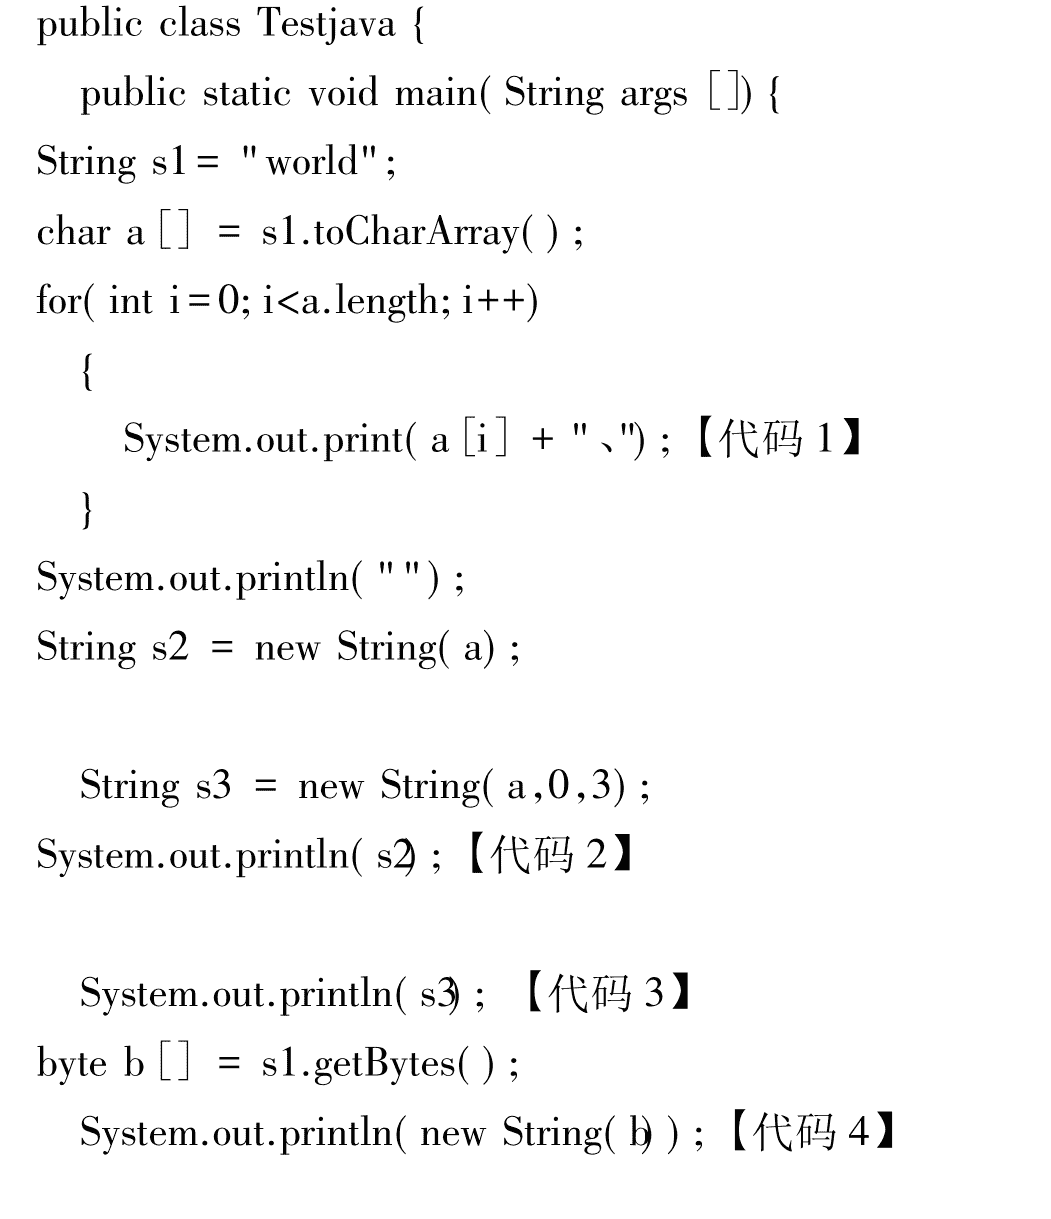 public class Testjava {
public static void main( String args []) {
String s1= "world";
char a[] = s1.toCharArray();
for( int i=0; i<a.length; i++)
{
System.out.print( a[i] + "、");【代码 1】
}
System.out.println("");
String s2 = new String( a);
String s3 = new String( a,0,3);
System.out.println( s2);【代码 2】
System.out.println( s3); 【代码 3】
byte b[] = s1.getBytes();
System.out.println( new String( b));【代码 4】